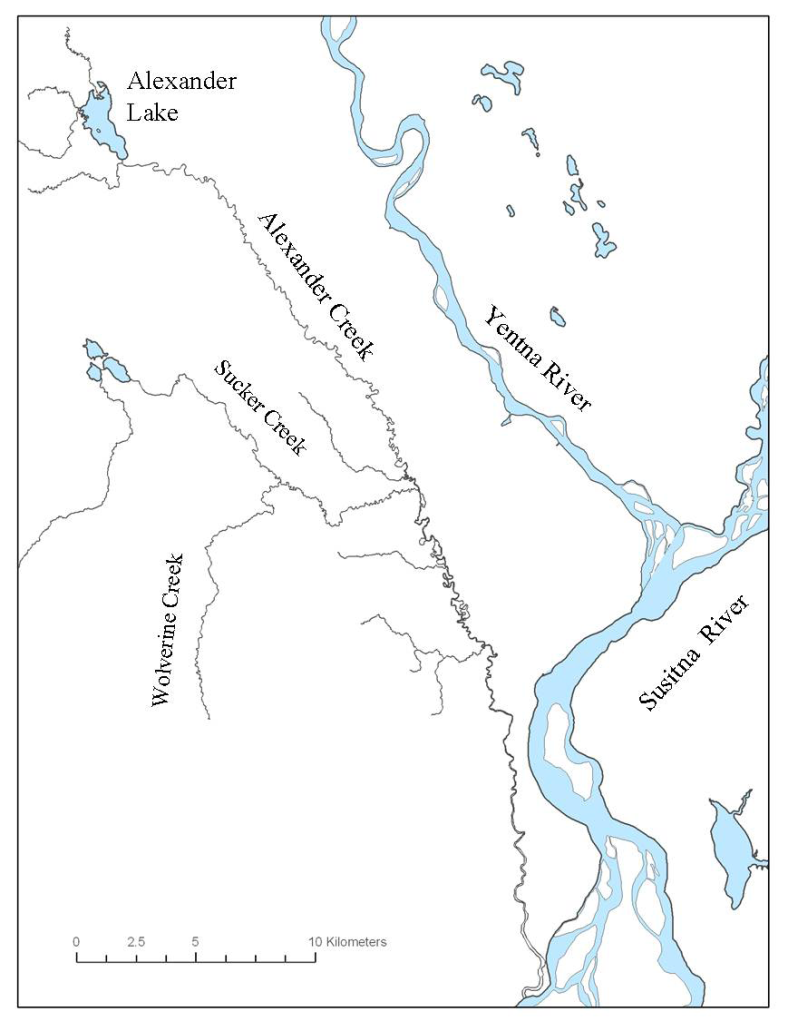 Alexander
Lake
Alexander Creek
Yentna River
Sucker Creek
Wolverine Creek
Susitna River
0 2.5 5 10 Kilometers